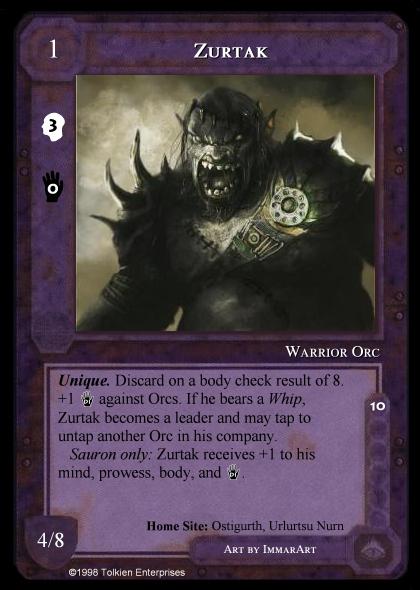 1
ZURTAK
3
0
WARRIOR ORC
Unique. Discard on a body check result of 8.
+1 DI against Orcs. If he bears a Whip,
Zurtak becomes a leader and may tap to
untap another Orc in his company.
Sauron only: Zurtak receives +1 to his
mind, prowess, body, and DI.
10
Home Site: Ostigurth, Urlurtsu Nurn
4/8
ART BY IMMARART
©1998 Tolkien Enterprises